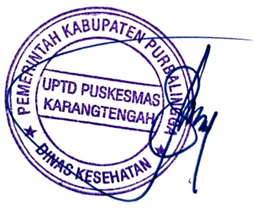 PEMERINTAH KABUPATEN PURBALINGGA
UPTD PUSKESMAS
KARANGTENGAH
DINAS KESEHATAN